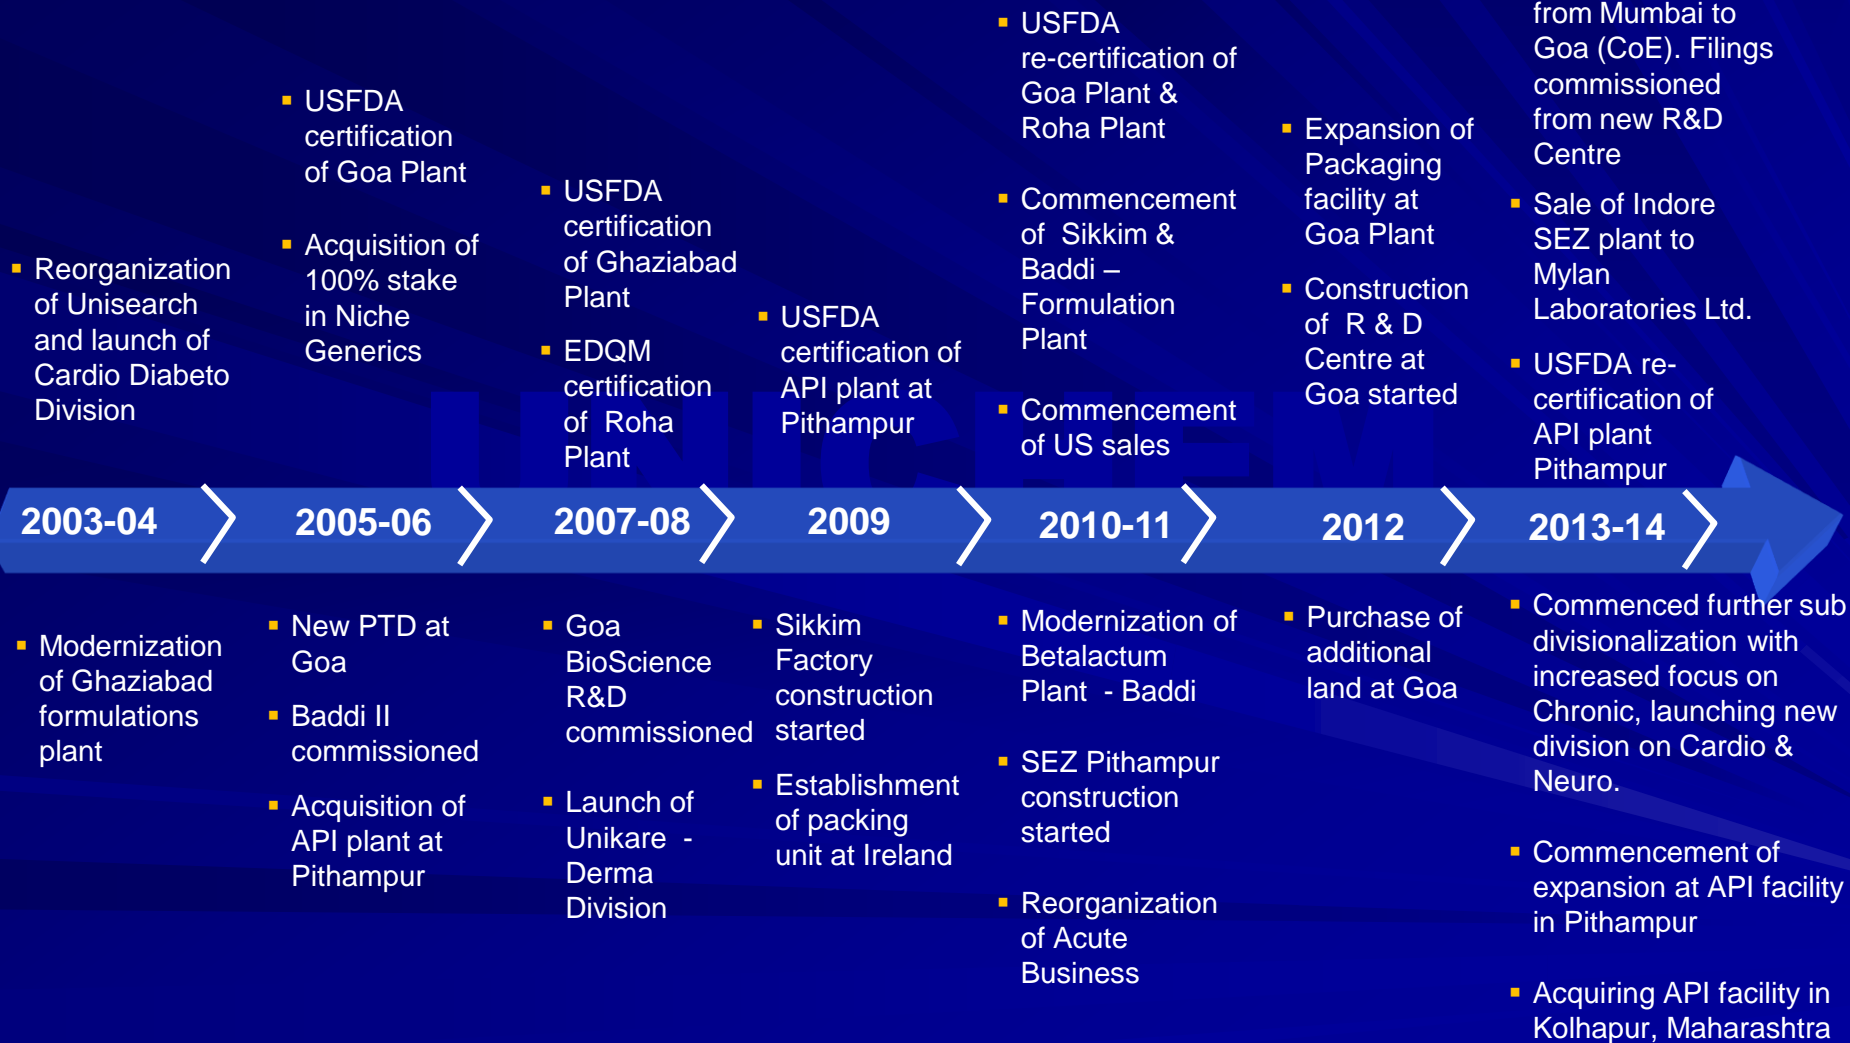 Reorganization
of Unisearch
and launch of
Cardio Diabeto
Division
USFDA
certification
of Goa Plant
Acquisition of
100% stake
in Niche
Generics
USFDA
certification
of Ghaziabad
Plant
EDQM
certification
of Roha
Plant
USFDA
certification of
API plant at
Pithampur
USFDA
re-certification of
Goa Plant &
Roha Plant
Commencement
of Sikkim &
Baddi –
Formulation
Plant
Commencement
of US sales
Expansion of
Packaging
facility at
Goa Plant
Construction
of R & D
Centre at
Goa started
from Mumbai to
Goa (CoE). Filings
commissioned
from new R&D
Centre
Sale of Indore
SEZ plant to
Mylan
Laboratories Ltd.
USFDA re-
certification of
API plant
Pithampur
UNICHEM
2003-04
2005-06
2007-08
2009
2010-11
2012
2013-14
Modernization
of Ghaziabad
formulations
plant
New PTD at
Goa
Baddi II
commissioned
Acquisition of
API plant at
Pithampur
Goa
BioScience
R&D
commissioned
Launch of
Unikare -
Derma
Division
Sikkim
Factory
construction
started
Establishment
of packing
unit at Ireland
Modernization of
Betalactum
Plant - Baddi
SEZ Pithampur
construction
started
Reorganization
of Acute
Business
Purchase of
additional
land at Goa
Commenced further sub
divisionalization with
increased focus on
Chronic, launching new
division on Cardio &
Neuro.
Commencement of
expansion at API facility
in Pithampur
Acquiring API facility in
Kolhapur, Maharashtra